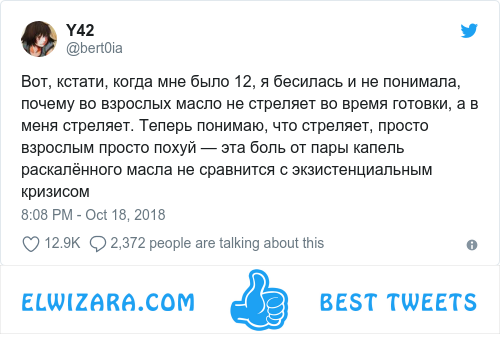 Y42
@bert0ia
Вот, кстати, когда мне было 12, я бесилась и не понимала,
почему во взрослых масло не стреляет во время готовки, а в
меня стреляет. Теперь понимаю, что стреляет, просто
взрослым просто похуй — эта боль от пары капель
раскалённого масла не сравнится с экзистенциальным
кризисом
8:08 PM - Oct 18, 2018
12.9K 2,372 people are talking about this
ELWIZARA.COM BEST TWEETS